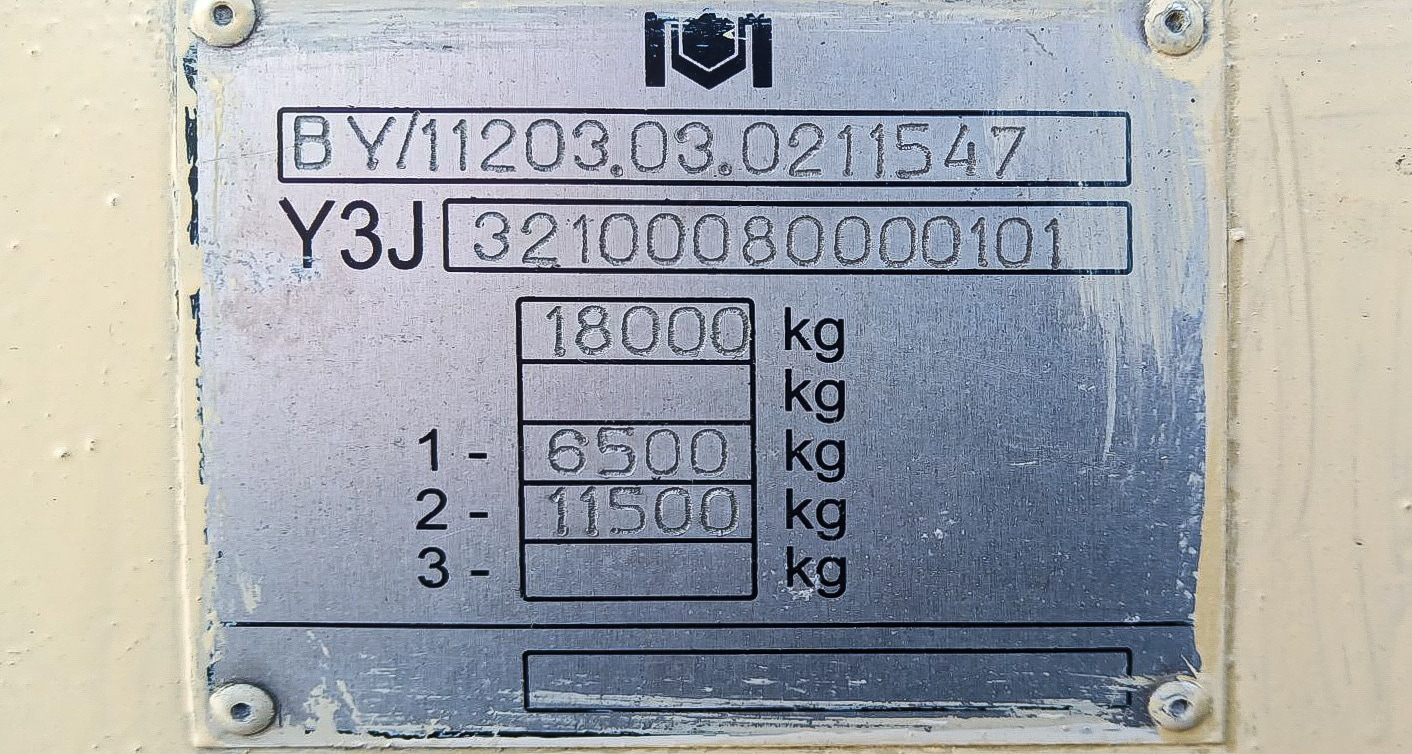 BY/11203.03.0211547
Y3J 32100080000101
18000 kg
kg
1 - 6500 kg
2 - 11500 kg
3 - kg